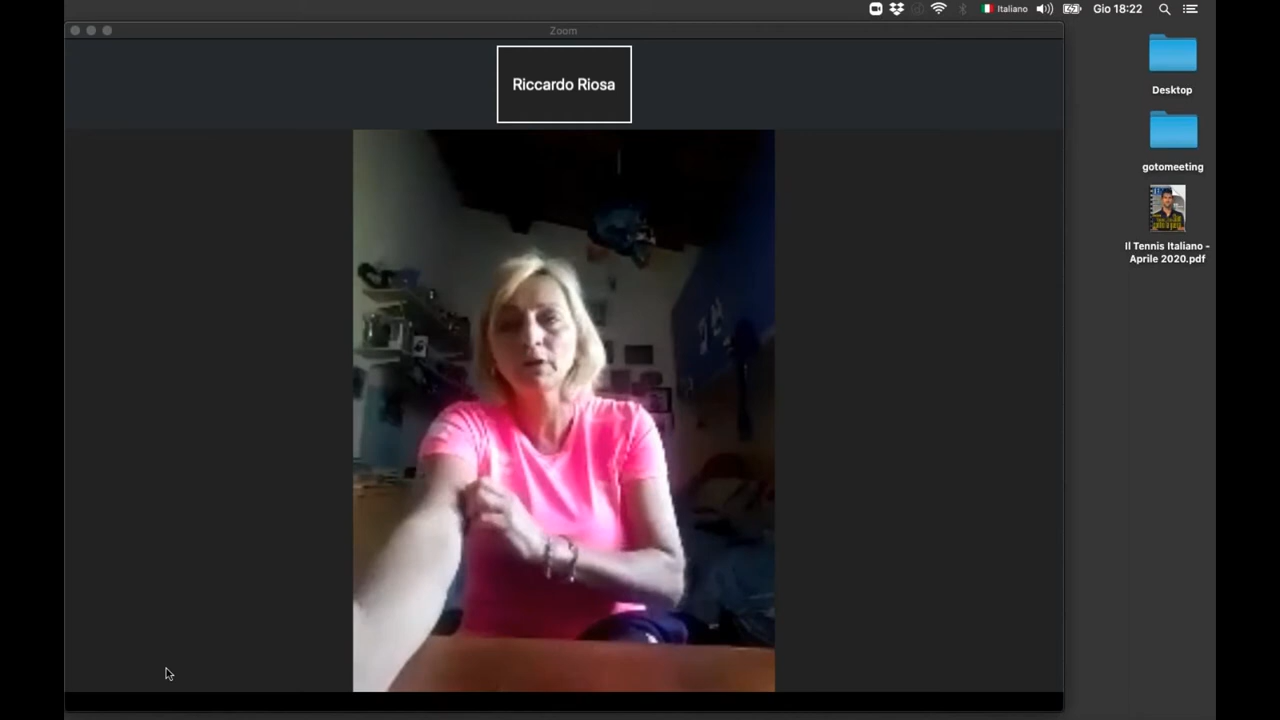 Italiano
Gio 18:22
Zoom
Riccardo Riosa
Desktop
gotomeeting
Il Tennis Italiano -
Aprile 2020.pdf